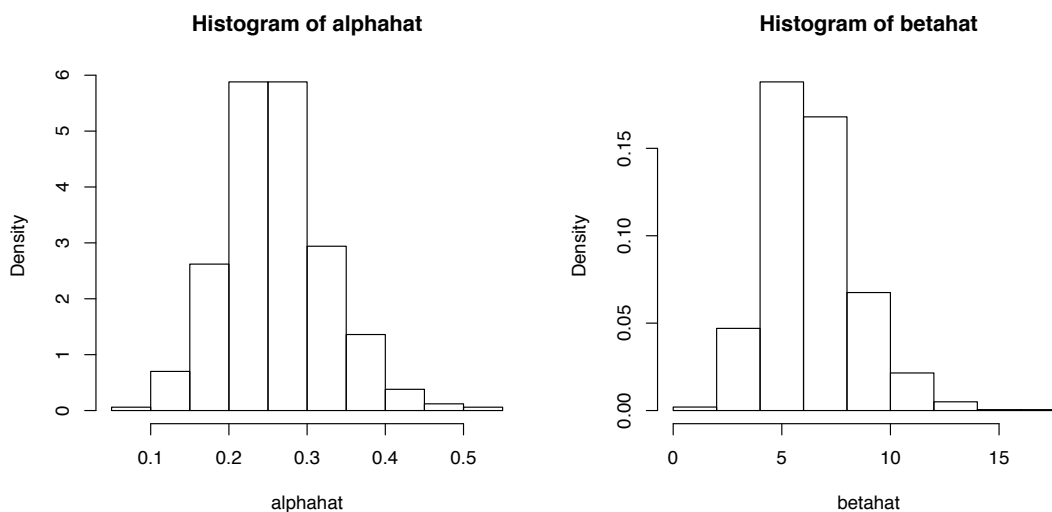 Histogram of alphahat
Density
6
5
4
3
2
1
0
0.1 0.2 0.3 0.4 0.5
alphahat
Histogram of betahat
Density
0.15
0.10
0.05
0.00
0 5 10 15
betahat